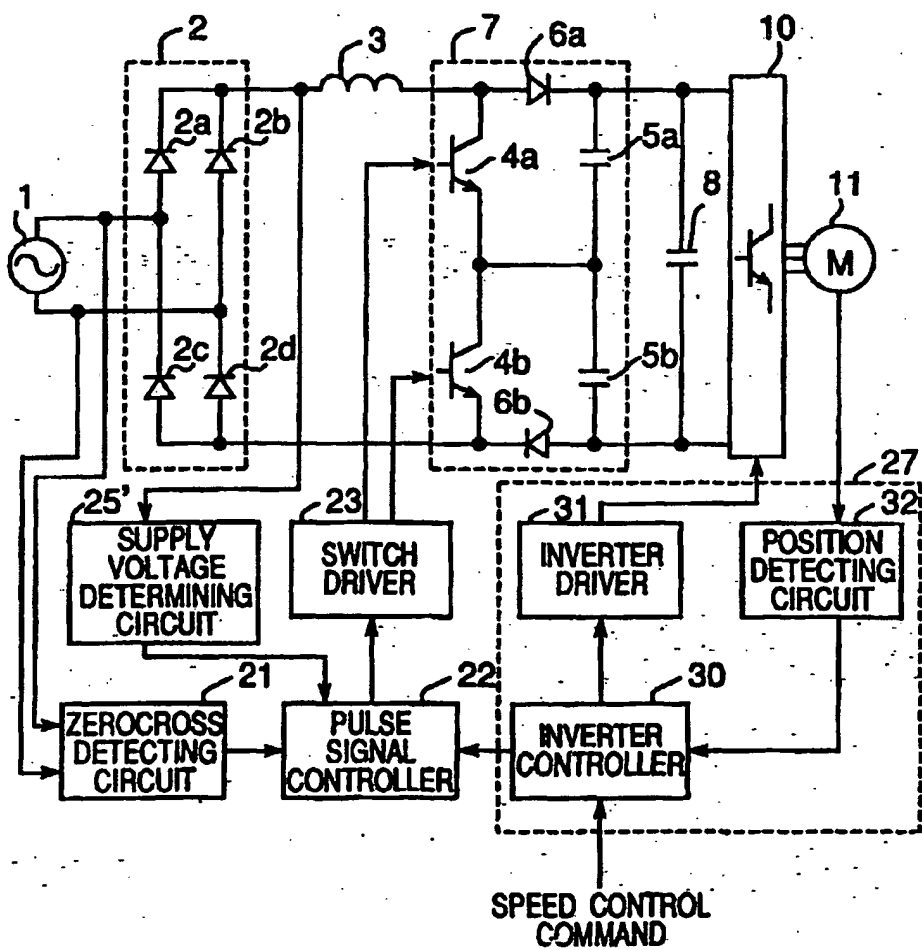 2
3
7
6a
10
2a
2b
4a
5a
8
11
1
M
2c
2d
4b
5b
6b
27
25'
SUPPLY
VOLTAGE
DETERMINING
CIRCUIT
23
SWITCH
DRIVER
31
INVERTER
DRIVER
32
POSITION
DETECTING
CIRCUIT
21
ZEROCROSS
DETECTING
CIRCUIT
22
PULSE
SIGNAL
CONTROLLER
30
INVERTER
CONTROLLER
SPEED CONTROL
COMMAND